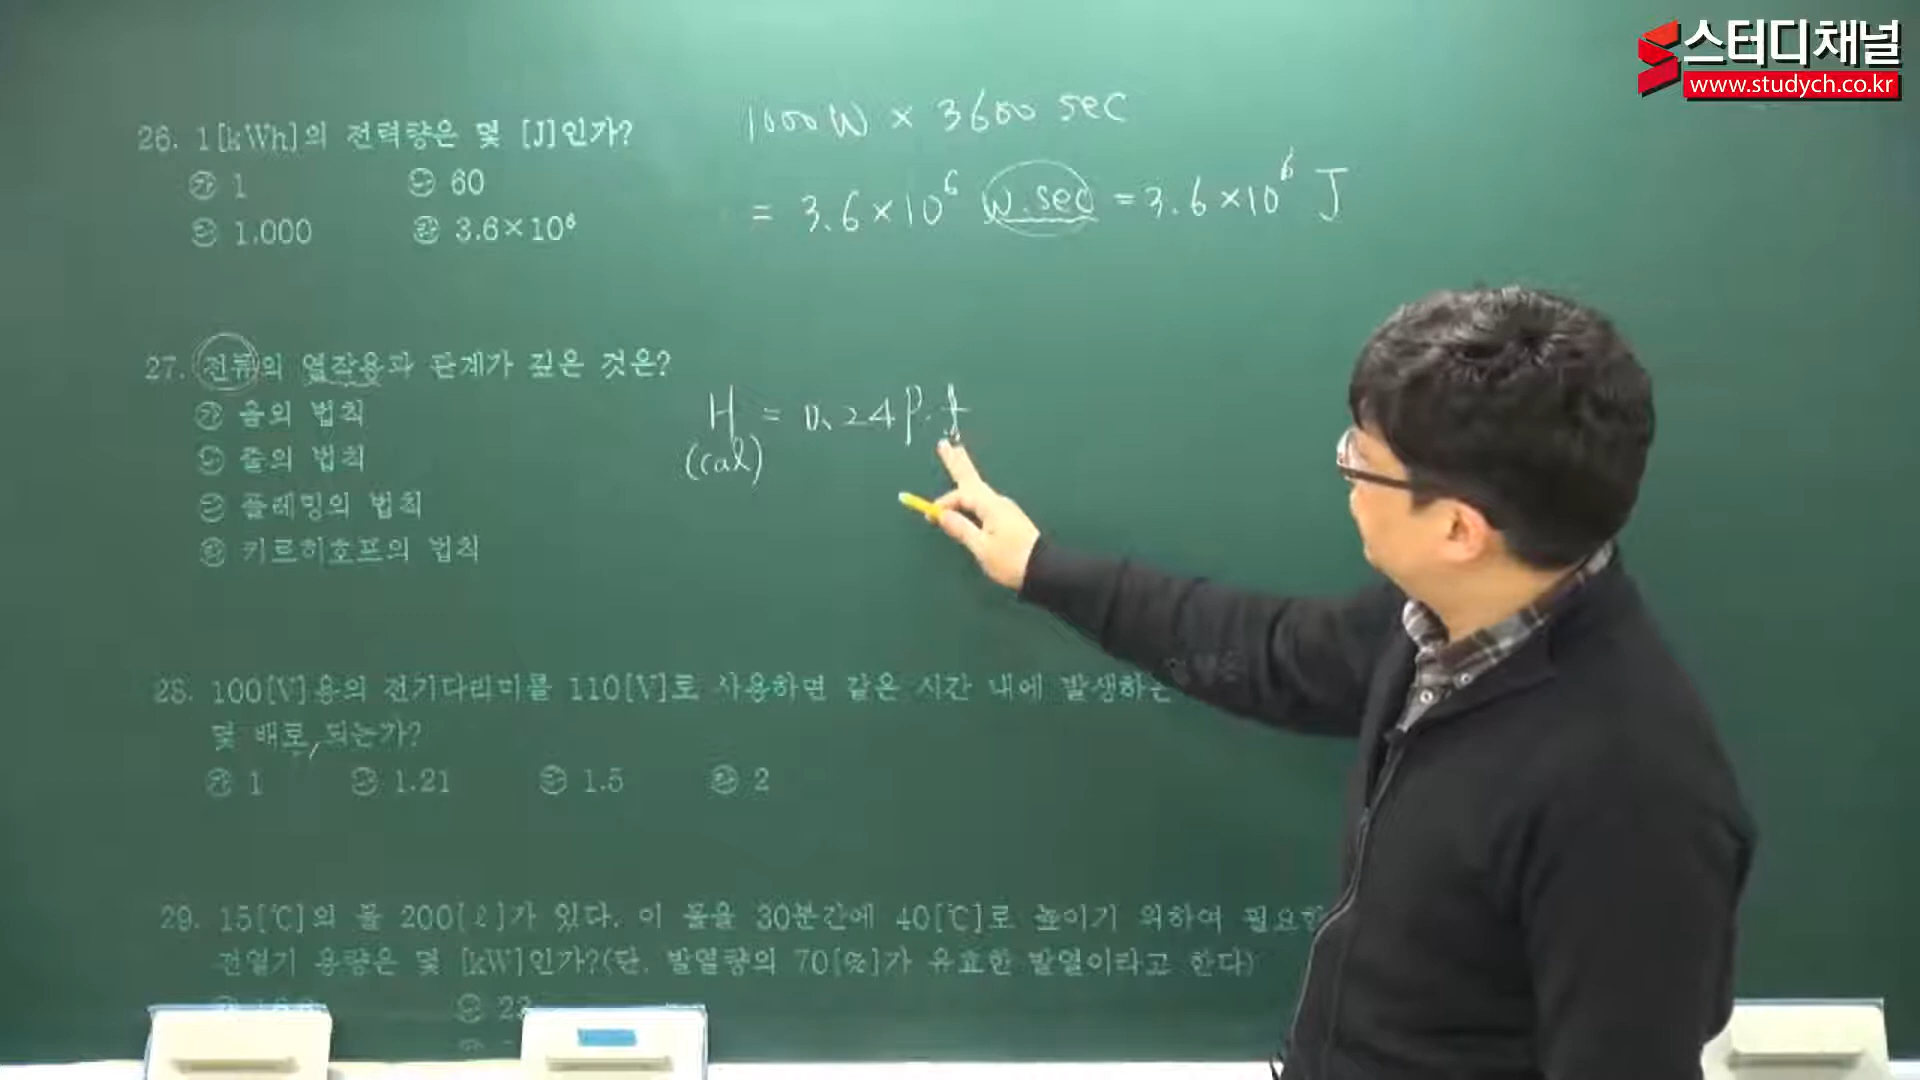 스터디채널
www.studych.co.kr
26. 1[kWh]의 전력량은 몇 [J]인가?
㉮ 1 ㉯ 60
㉰ 1,000 ㉱ 3.6×10⁶
1000W × 3600 sec
= 3.6×10⁶ W.sec = 3.6×10⁶ J
27. 전류의 열작용과 관계가 깊은 것은?
㉮ 옴의 법칙
㉯ 줄의 법칙
㉰ 플레밍의 법칙
㉱ 키르히호프의 법칙
H = 0.24 P.t
(cal)
28. 100[V]용의 전기다리미를 110[V]로 사용하면 같은 시간 내에 발생하는
몇 배로 되는가?
㉮ 1 ㉯ 1.21 ㉰ 1.5 ㉱ 2
29. 15[℃]의 물 200[ℓ]가 있다. 이 물을 30분간에 40[℃]로 높이기 위하여
전열기 용량은 몇 [kW]인가?(단, 발열량의 70[%]가 유효한 발열이라고 한다)